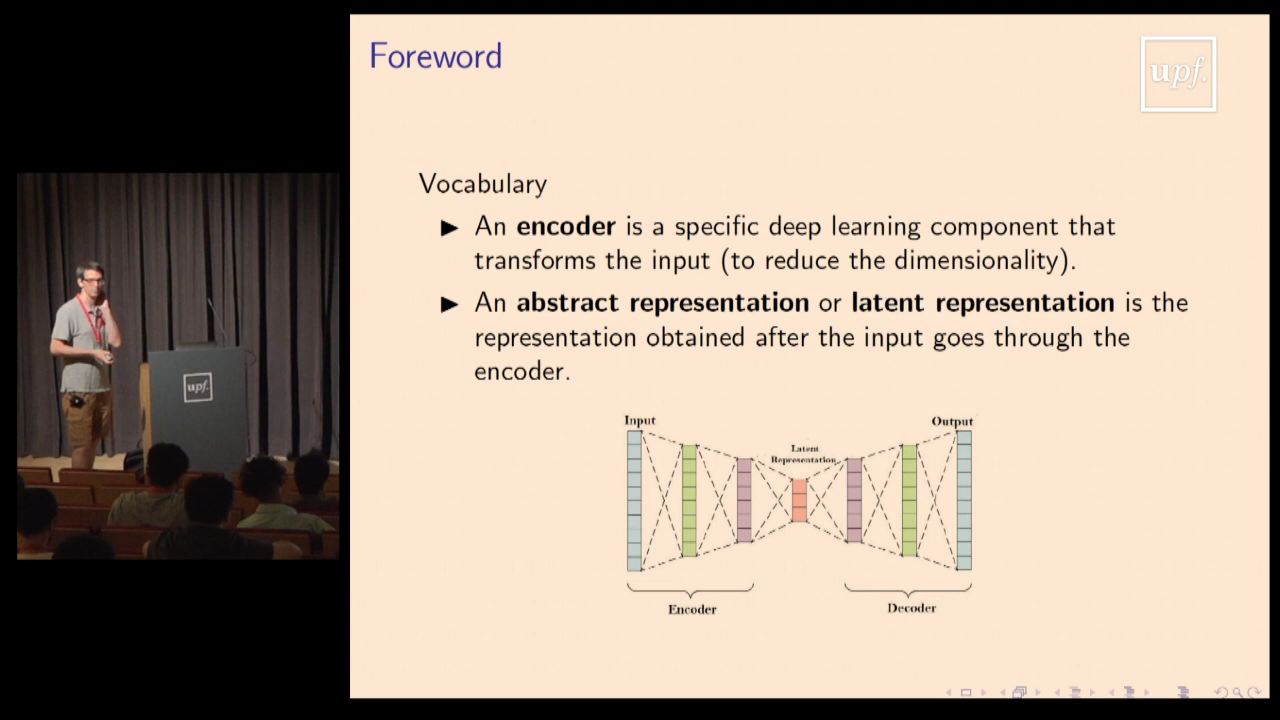 Foreword
upf.
Vocabulary
▶ An encoder is a specific deep learning component that
transforms the input (to reduce the dimensionality).
▶ An abstract representation or latent representation is the
representation obtained after the input goes through the
encoder.
Input
Output
Latent
Representation
Encoder
Decoder
upf.